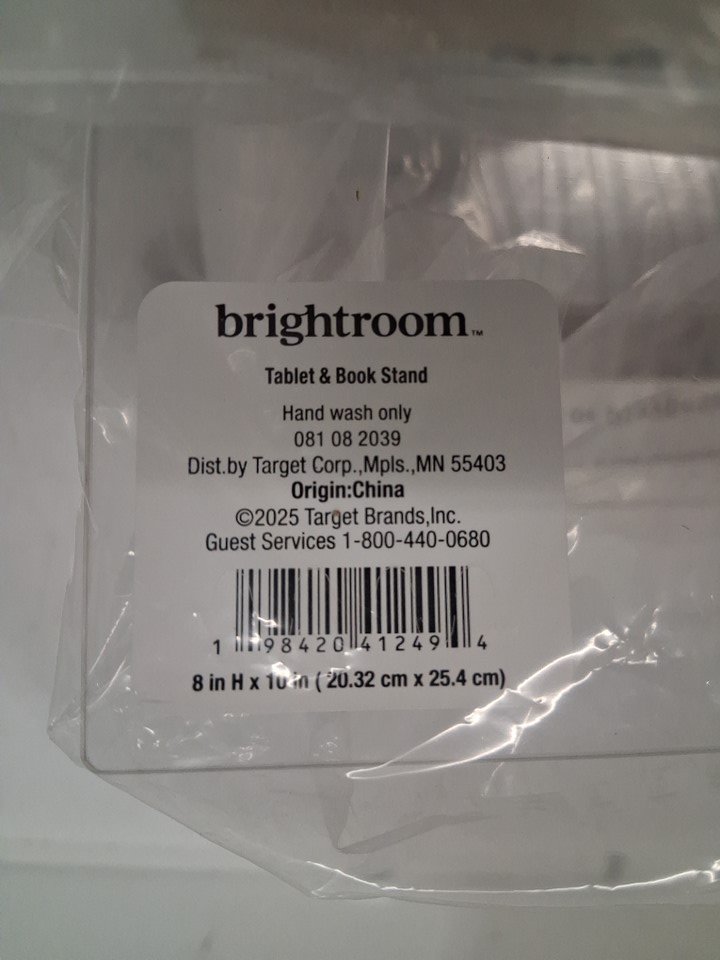 brightroom™
Tablet & Book Stand
Hand wash only
081 08 2039
Dist.by Target Corp.,Mpls.,MN 55403
Origin:China
©2025 Target Brands,Inc.
Guest Services 1-800-440-0680
1 98420 41249 4
8 in H x 10 in ( 20.32 cm x 25.4 cm)